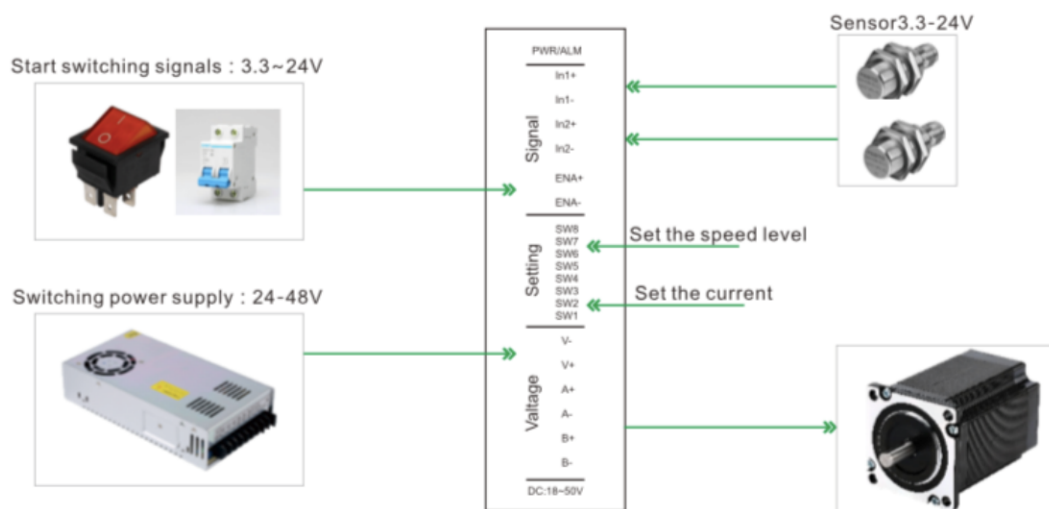 Sensor3.3-24V
Start switching signals : 3.3~24V
PWR/ALM
In1+
In1-
In2+
In2-
Signal
ENA+
ENA-
SW8
SW7
SW6
SW5
SW4
SW3
SW2
SW1
Setting
Set the speed level
Set the current
Switching power supply : 24-48V
V-
V+
A+
A-
B+
B-
Valtage
DC:18~50V